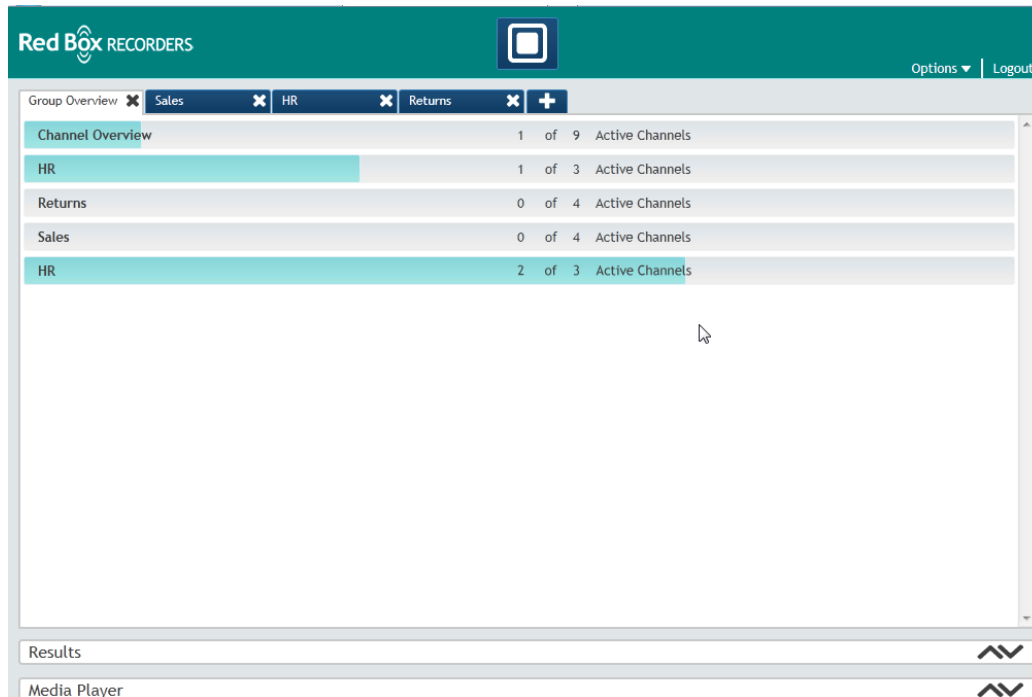 Red Box RECORDERS
Options Logout
Group Overview Sales HR Returns
Channel Overview 1 of 9 Active Channels
HR 1 of 3 Active Channels
Returns 0 of 4 Active Channels
Sales 0 of 4 Active Channels
HR 2 of 3 Active Channels
Results
Media Player